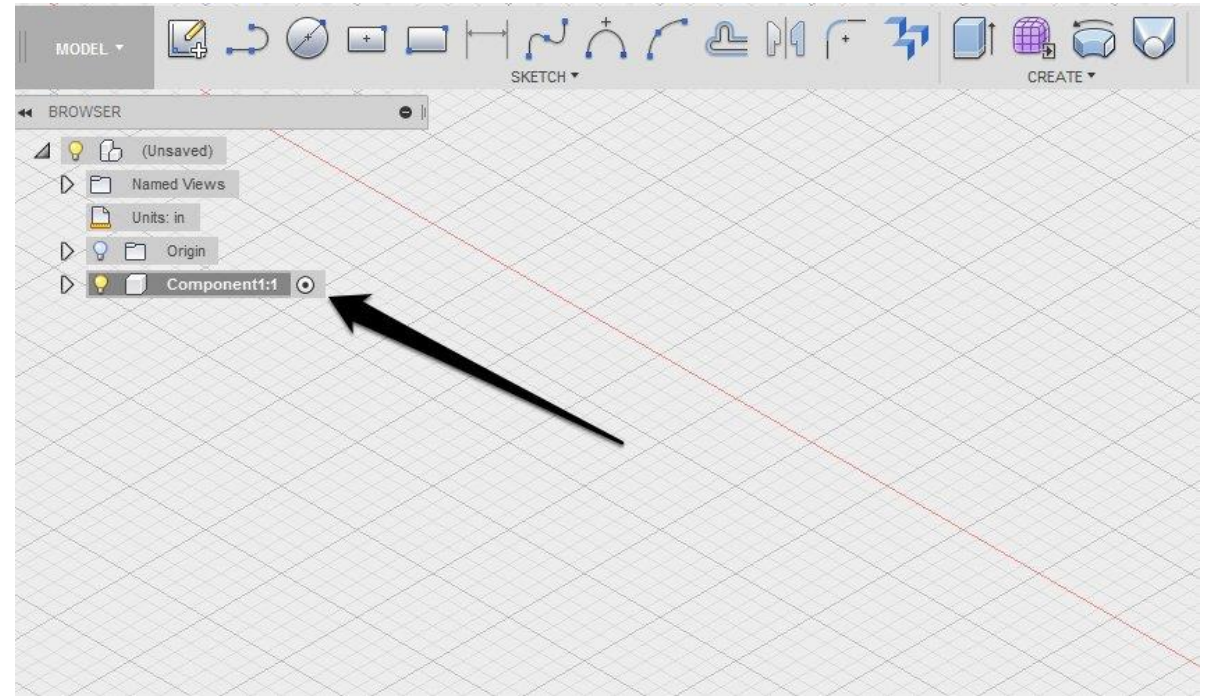 MODEL
SKETCH
CREATE
BROWSER
(Unsaved)
Named Views
Units: in
Origin
Component1:1